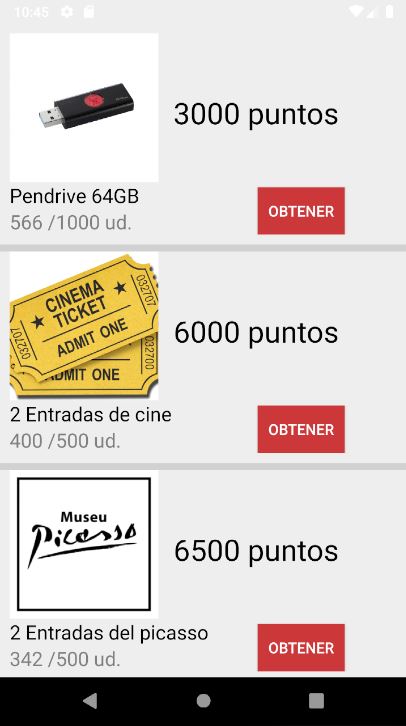 10:45
3000 puntos
Pendrive 64GB
566 /1000 ud.
OBTENER
CINEMA
TICKET
ADMIT ONE
032707
032707
ADMIT ONE
032700
6000 puntos
2 Entradas de cine
400 /500 ud.
OBTENER
Museu
Picasso
6500 puntos
2 Entradas del picasso
342 /500 ud.
OBTENER